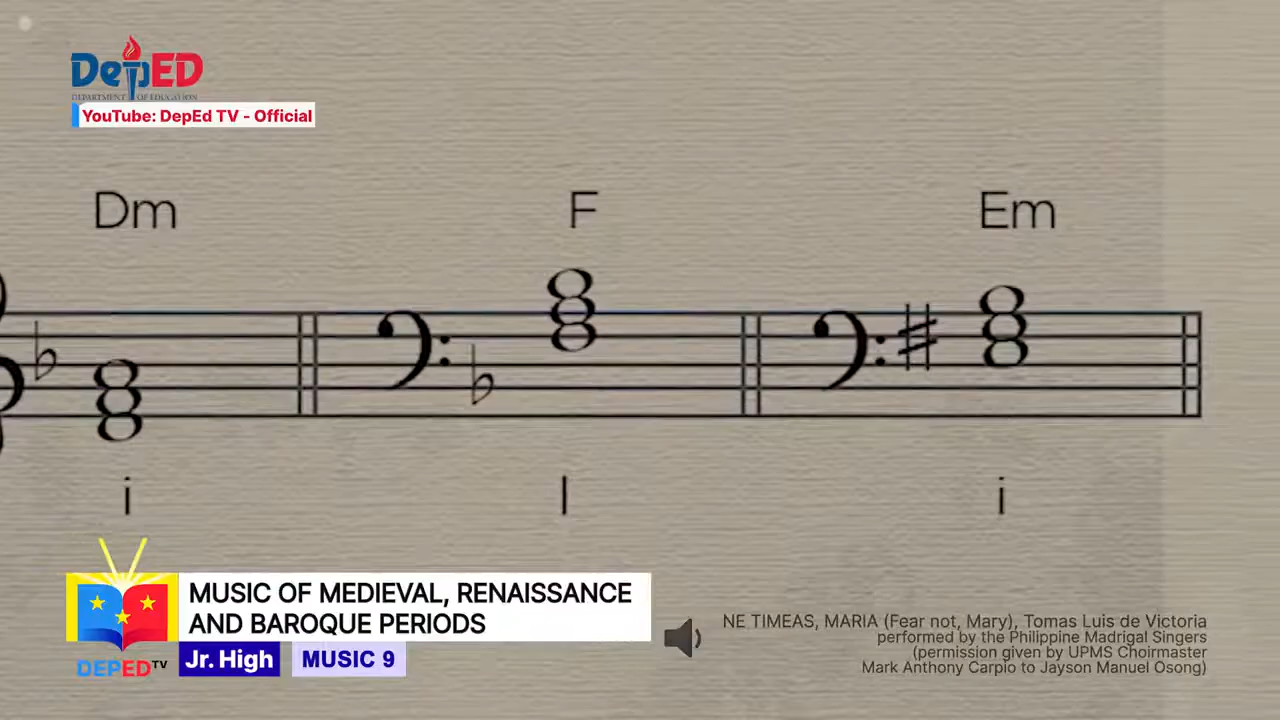 DepED
DEPARTMENT OF EDUCATION
YouTube: DepEd TV - Official
Dm F Em
i I i
MUSIC OF MEDIEVAL, RENAISSANCE
AND BAROQUE PERIODS
Jr. High MUSIC 9
DEPED TV
NE TIMEAS, MARIA (Fear not, Mary), Tomas Luis de Victoria
performed by the Philippine Madrigal Singers
(permission given by UPMS Choirmaster
Mark Anthony Carpio to Jayson Manuel Osong)